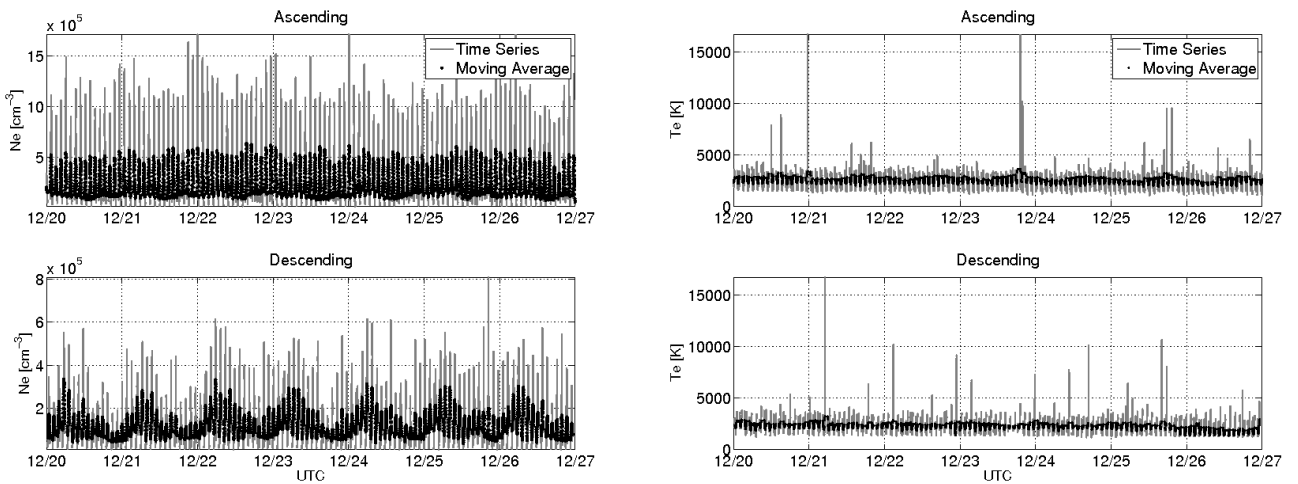 Ascending
x 10⁵
Time Series
Moving Average
15
10
5
Ne [cm⁻³]
12/20 12/21 12/22 12/23 12/24 12/25 12/26 12/27
Ascending
Time Series
Moving Average
15000
10000
5000
0
Te [K]
12/20 12/21 12/22 12/23 12/24 12/25 12/26 12/27
Descending
x 10⁵
8
6
4
2
Ne [cm⁻³]
12/20 12/21 12/22 12/23 12/24 12/25 12/26 12/27
UTC
Descending
15000
10000
5000
0
Te [K]
12/20 12/21 12/22 12/23 12/24 12/25 12/26 12/27
UTC